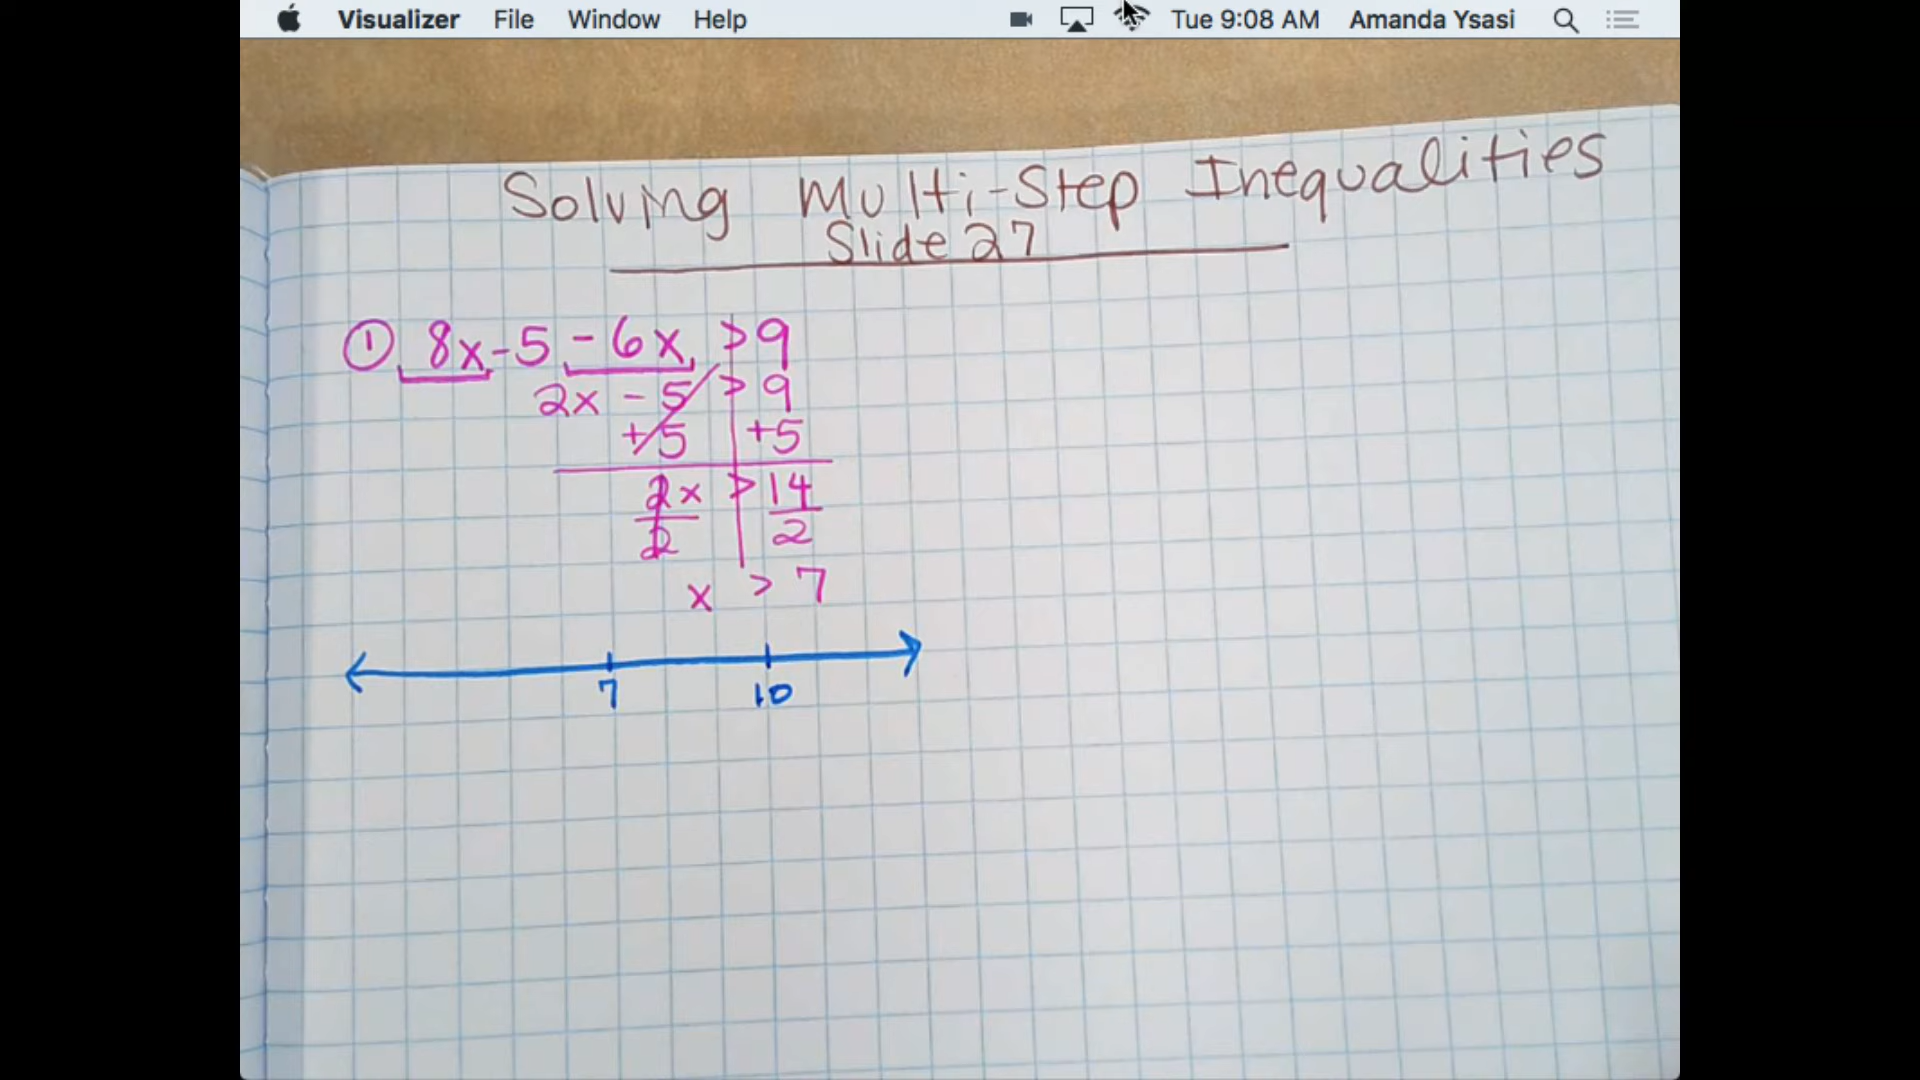 Visualizer File Window Help Tue 9:08 AM Amanda Ysasi
Solving Multi-Step Inequalities
Slide 27
① 8x-5-6x > 9
2x - 5 > 9
+5 +5
2x > 14
2 2
x > 7
7 10